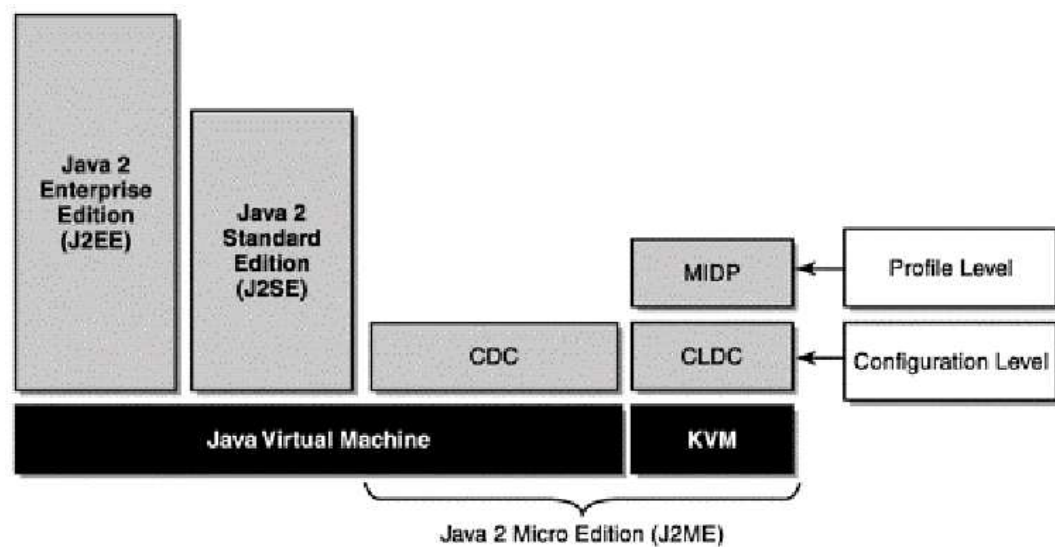 Java 2
Enterprise
Edition
(J2EE)
Java 2
Standard
Edition
(J2SE)
MIDP
Profile Level
CDC
CLDC
Configuration Level
Java Virtual Machine
KVM
Java 2 Micro Edition (J2ME)